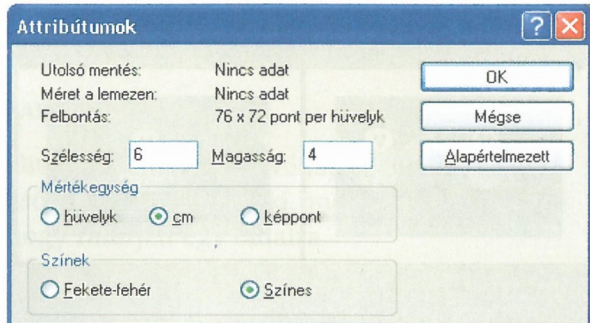 Attribútumok
Utolsó mentés: Nincs adat
Méret a lemezen: Nincs adat
Felbontás: 76 x 72 pont per hüvelyk
Szélesség: 6 Magasság: 4
Mértékegység
hüvelyk cm képpont
Színek
Fekete-fehér Színes
OK
Mégse
Alapértelmezett